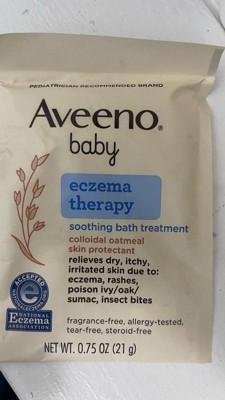 PEDIATRICIAN RECOMMENDED BRAND
Aveeno®
baby
eczema
therapy
soothing bath treatment
colloidal oatmeal
skin protectant
relieves dry, itchy,
irritated skin due to:
eczema, rashes,
poison ivy/oak/
sumac, insect bites
ACCEPTED
NATIONAL
Eczema
ASSOCIATION
fragrance-free, allergy-tested,
tear-free, steroid-free
NET WT. 0.75 OZ (21 g)